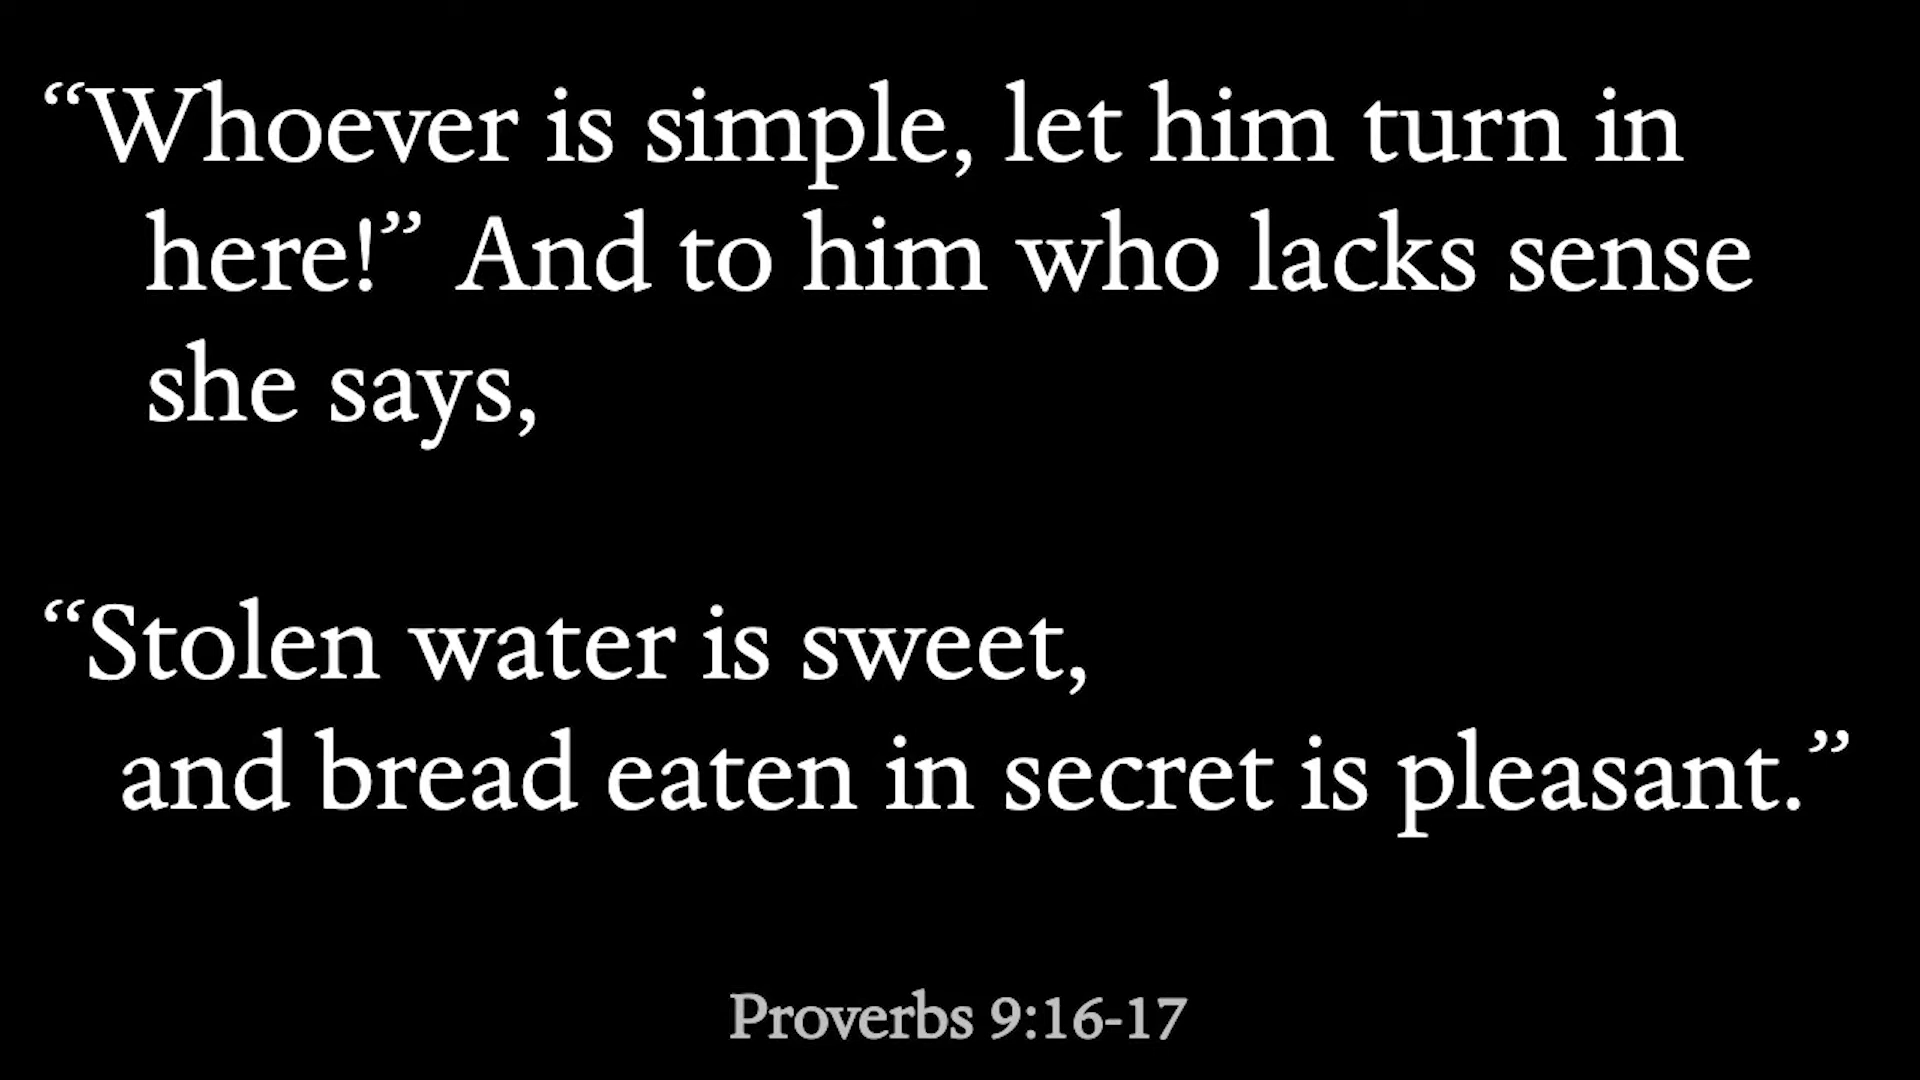 “Whoever is simple, let him turn in
here!” And to him who lacks sense
she says,
“Stolen water is sweet,
and bread eaten in secret is pleasant.”
Proverbs 9:16-17